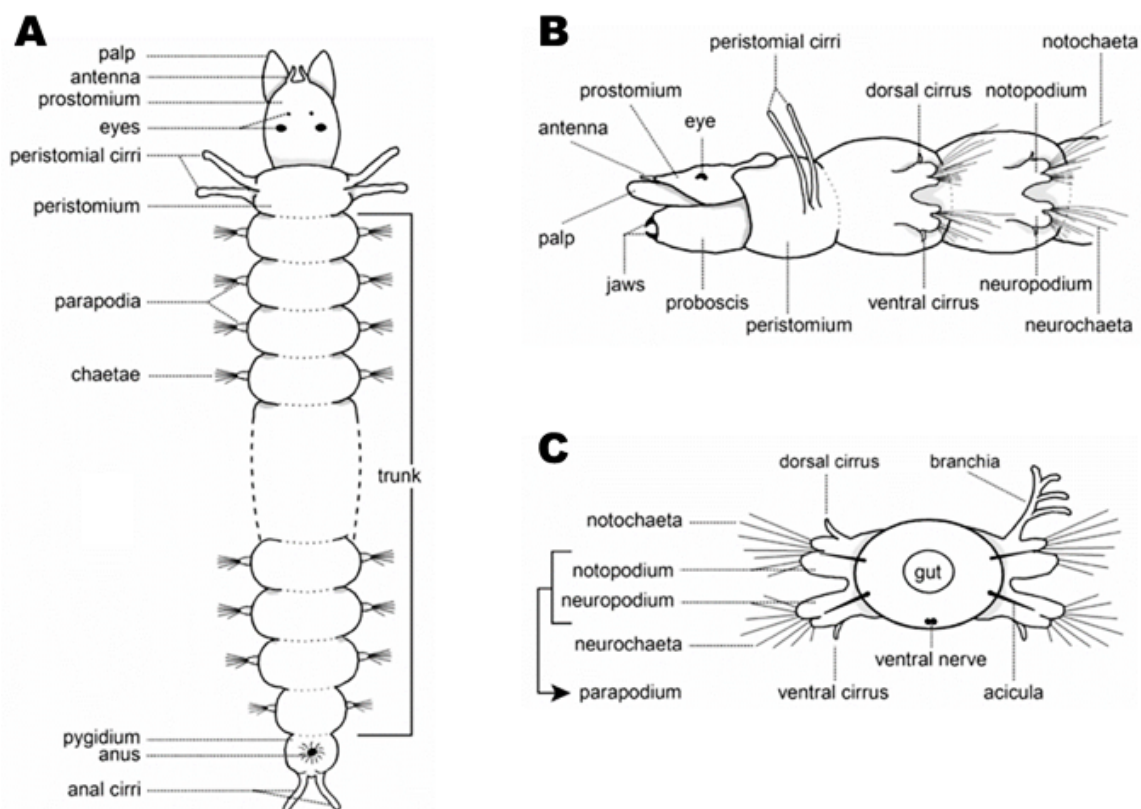 A
palp
antenna
prostomium
eyes
peristomial cirri
peristomium
parapodia
chaetae
trunk
pygidium
anus
anal cirri
B
peristomial cirri
notochaeta
prostomium
dorsal cirrus
notopodium
antenna
eye
palp
jaws
proboscis
peristomium
ventral cirrus
neuropodium
neurochaeta
C
dorsal cirrus
branchia
notochaeta
notopodium
gut
neuropodium
neurochaeta
ventral nerve
parapodium
ventral cirrus
acicula